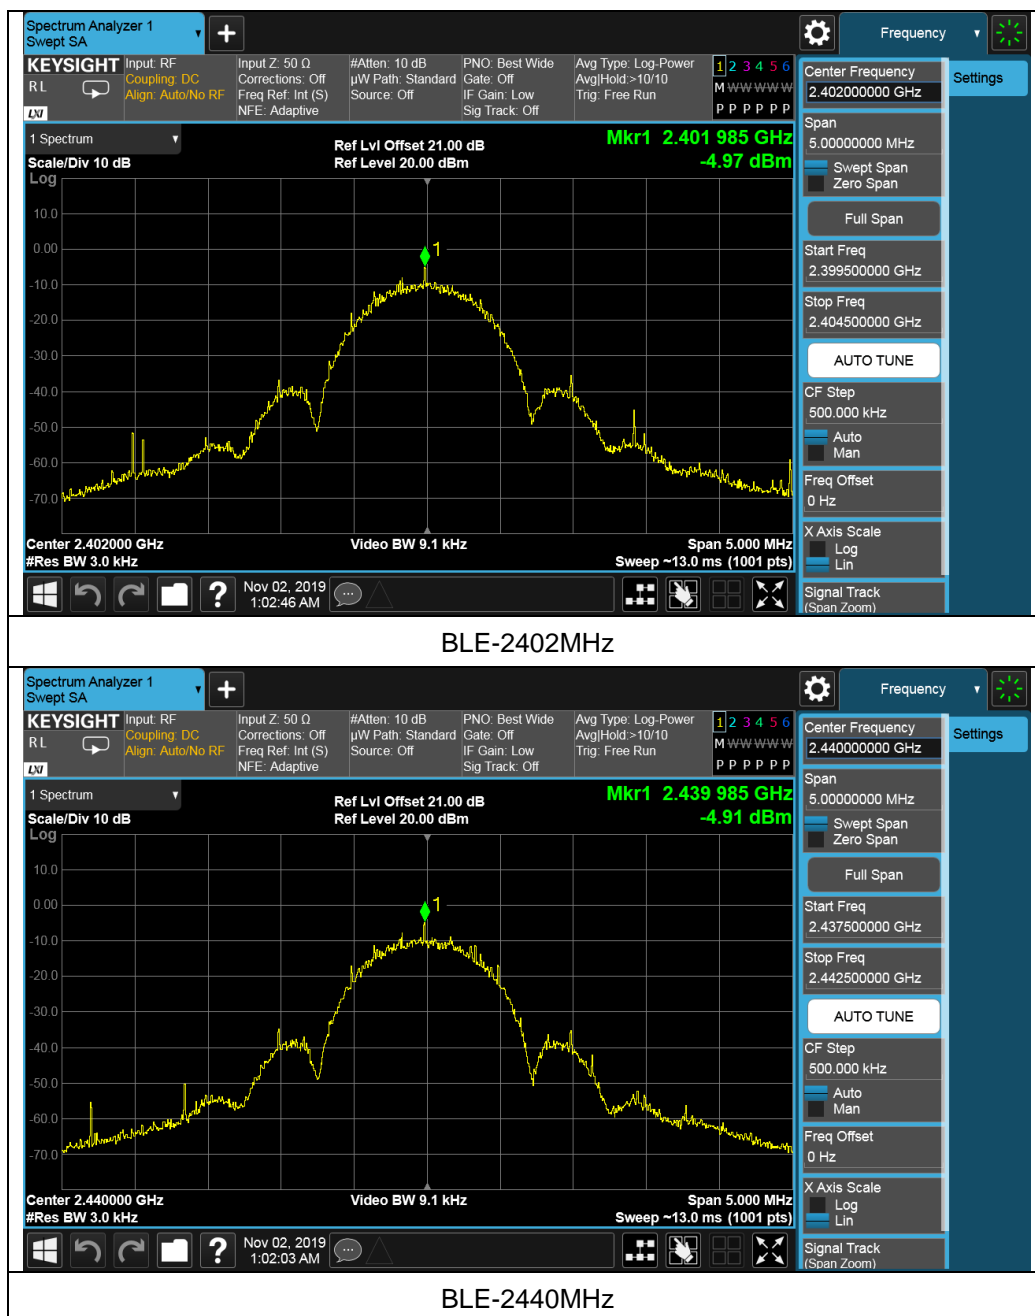 Spectrum Analyzer 1
Swept SA
+
Frequency
KEYSIGHT
RL
LXI
Input: RF
Coupling: DC
Align: Auto/No RF
Input Z: 50 Ω
Corrections: Off
Freq Ref: Int (S)
NFE: Adaptive
#Atten: 10 dB
µW Path: Standard
Source: Off
PNO: Best Wide
Gate: Off
IF Gain: Low
Sig Track: Off
Avg Type: Log-Power
Avg|Hold:>10/10
Trig: Free Run
1 2 3 4 5 6
M W W W W W
P P P P P P
1 Spectrum
Scale/Div 10 dB
Log
Ref Lvl Offset 21.00 dB
Ref Level 20.00 dBm
Mkr1 2.401 985 GHz
-4.97 dBm
1
10.0
0.00
-10.0
-20.0
-30.0
-40.0
-50.0
-60.0
-70.0
Center 2.402000 GHz
#Res BW 3.0 kHz
Video BW 9.1 kHz
Span 5.000 MHz
Sweep ~13.0 ms (1001 pts)
?
Nov 02, 2019
1:02:46 AM
Center Frequency
2.402000000 GHz
Span
5.00000000 MHz
Swept Span
Zero Span
Full Span
Start Freq
2.399500000 GHz
Stop Freq
2.404500000 GHz
AUTO TUNE
CF Step
500.000 kHz
Auto
Man
Freq Offset
0 Hz
X Axis Scale
Log
Lin
Signal Track
(Span Zoom)
Settings
BLE-2402MHz
Spectrum Analyzer 1
Swept SA
+
Frequency
KEYSIGHT
RL
LXI
Input: RF
Coupling: DC
Align: Auto/No RF
Input Z: 50 Ω
Corrections: Off
Freq Ref: Int (S)
NFE: Adaptive
#Atten: 10 dB
µW Path: Standard
Source: Off
PNO: Best Wide
Gate: Off
IF Gain: Low
Sig Track: Off
Avg Type: Log-Power
Avg|Hold:>10/10
Trig: Free Run
1 2 3 4 5 6
M W W W W W
P P P P P P
1 Spectrum
Scale/Div 10 dB
Log
Ref Lvl Offset 21.00 dB
Ref Level 20.00 dBm
Mkr1 2.439 985 GHz
-4.91 dBm
1
10.0
0.00
-10.0
-20.0
-30.0
-40.0
-50.0
-60.0
-70.0
Center 2.440000 GHz
#Res BW 3.0 kHz
Video BW 9.1 kHz
Span 5.000 MHz
Sweep ~13.0 ms (1001 pts)
?
Nov 02, 2019
1:02:03 AM
Center Frequency
2.440000000 GHz
Span
5.00000000 MHz
Swept Span
Zero Span
Full Span
Start Freq
2.437500000 GHz
Stop Freq
2.442500000 GHz
AUTO TUNE
CF Step
500.000 kHz
Auto
Man
Freq Offset
0 Hz
X Axis Scale
Log
Lin
Signal Track
(Span Zoom)
Settings
BLE-2440MHz